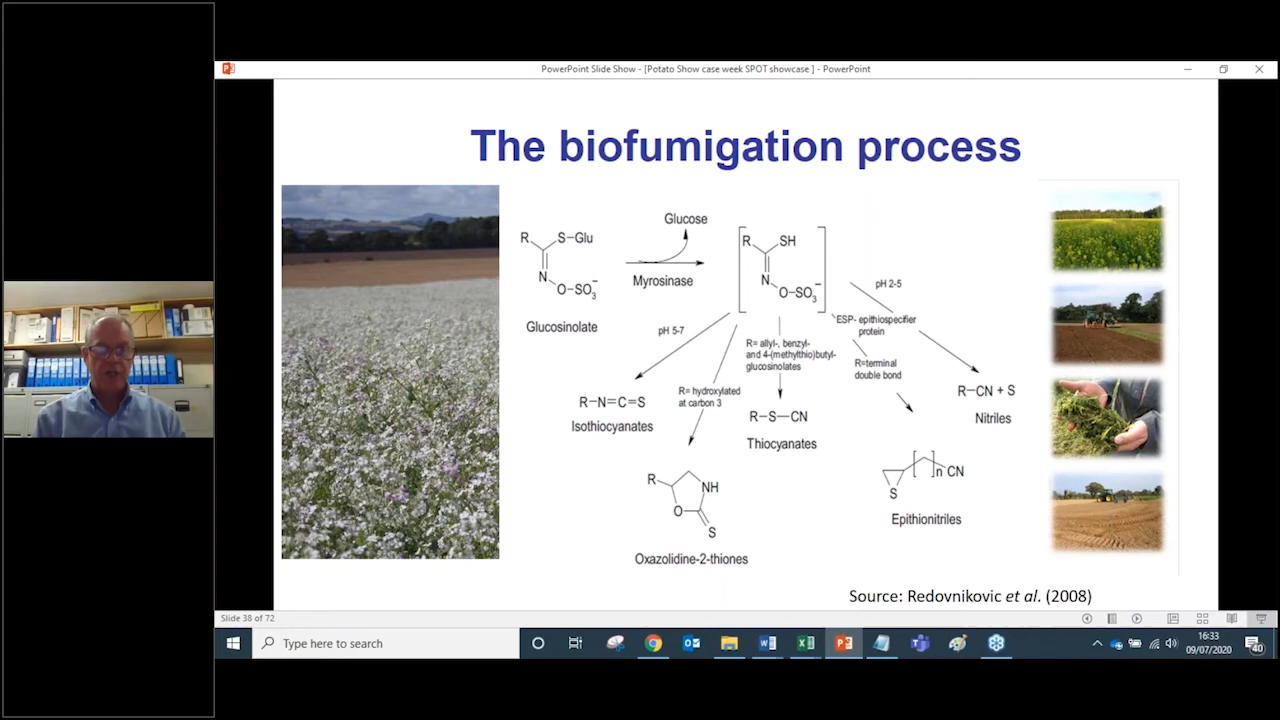 PowerPoint Slide Show - [Potato Show case week SPOT showcase ] - PowerPoint
The biofumigation process
Glucose
R
S-Glu
N
O-SO3-
Myrosinase
Glucosinolate
R
SH
N
O-SO3-
pH 2-5
ESP- epithiospecifier
protein
pH 5-7
R= allyl-, benzyl-
and 4-(methylthio)butyl-
glucosinolates
R=terminal
double bond
R= hydroxylated
at carbon 3
R-N=C=S
Isothiocyanates
R-S-CN
Thiocyanates
R-CN + S
Nitriles
R
NH
O
S
Oxazolidine-2-thiones
[ ]n CN
S
Epithionitriles
Source: Redovnikovic et al. (2008)
Slide 38 of 72
Type here to search
16:33
09/07/2020
40